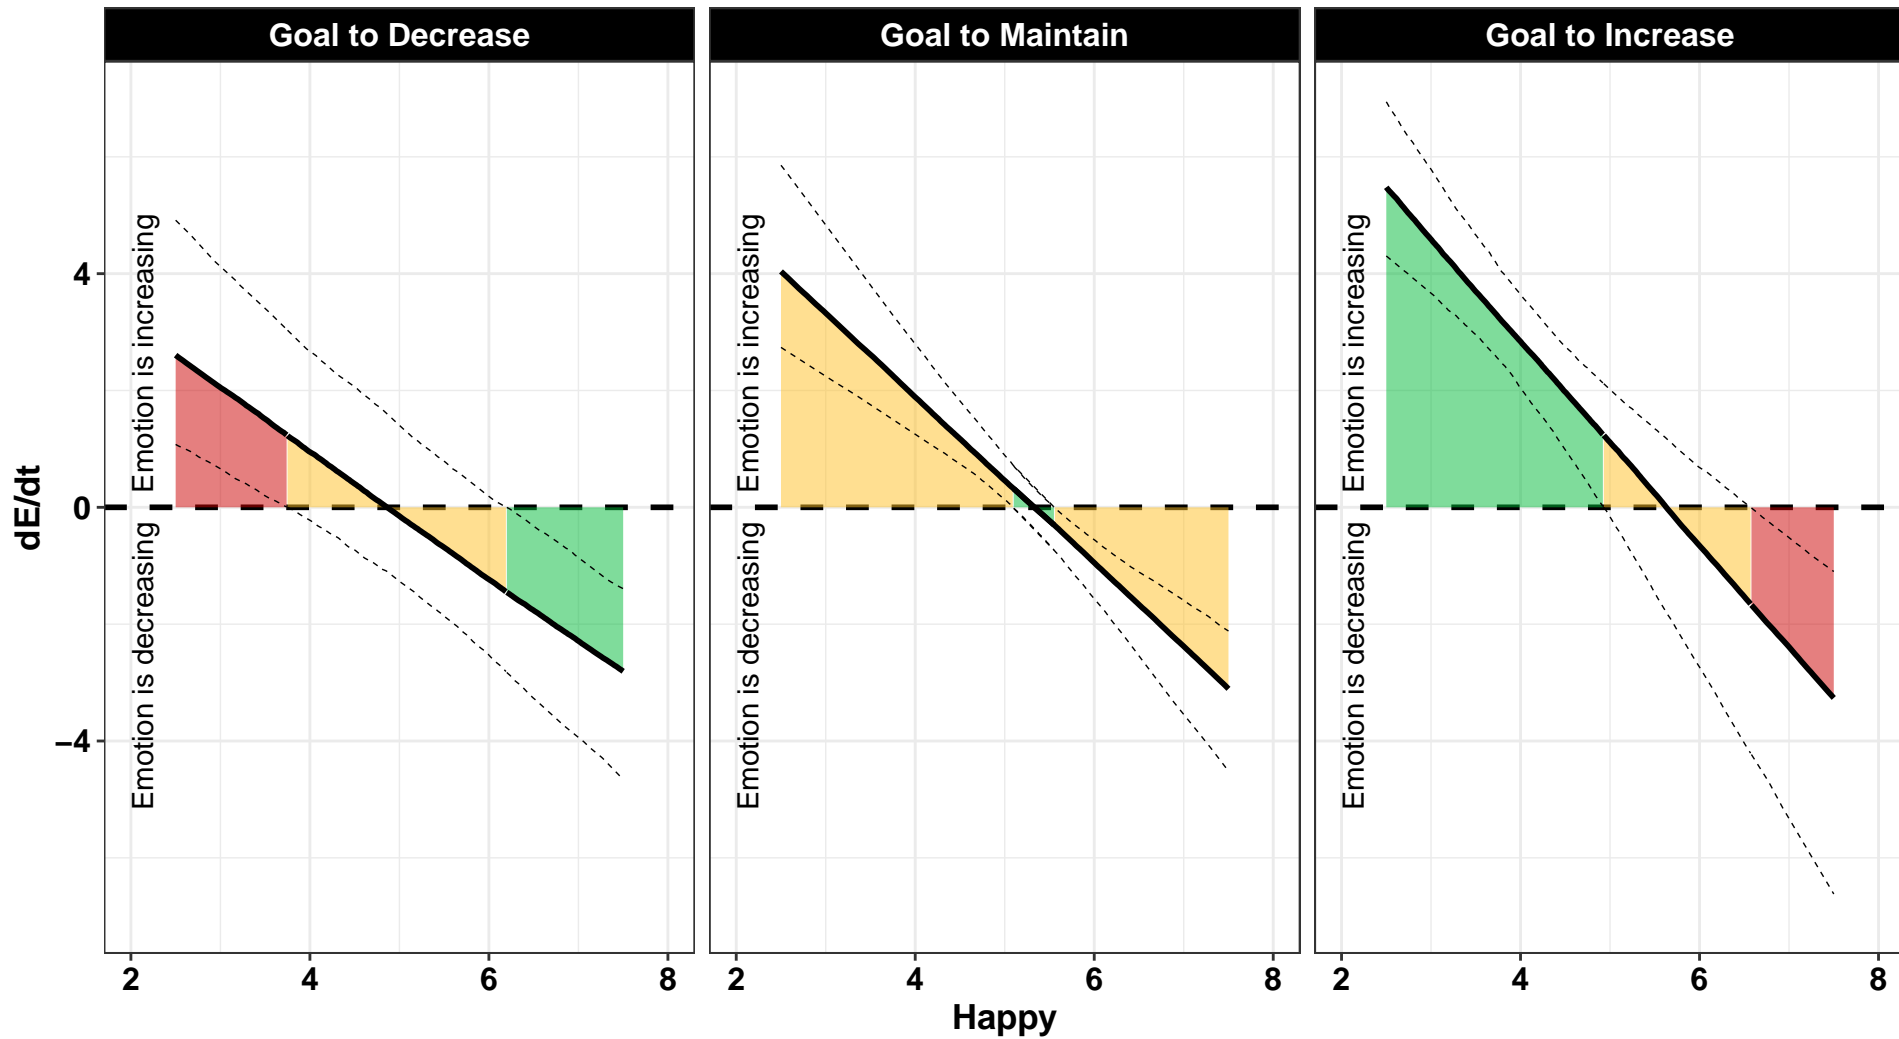 Goal to Decrease
Goal to Maintain
Goal to Increase
dE/dt
4
0
−4
Emotion is increasing
Emotion is decreasing
Emotion is increasing
Emotion is decreasing
Emotion is increasing
Emotion is decreasing
2 4 6 8
2 4 6 8
2 4 6 8
Happy